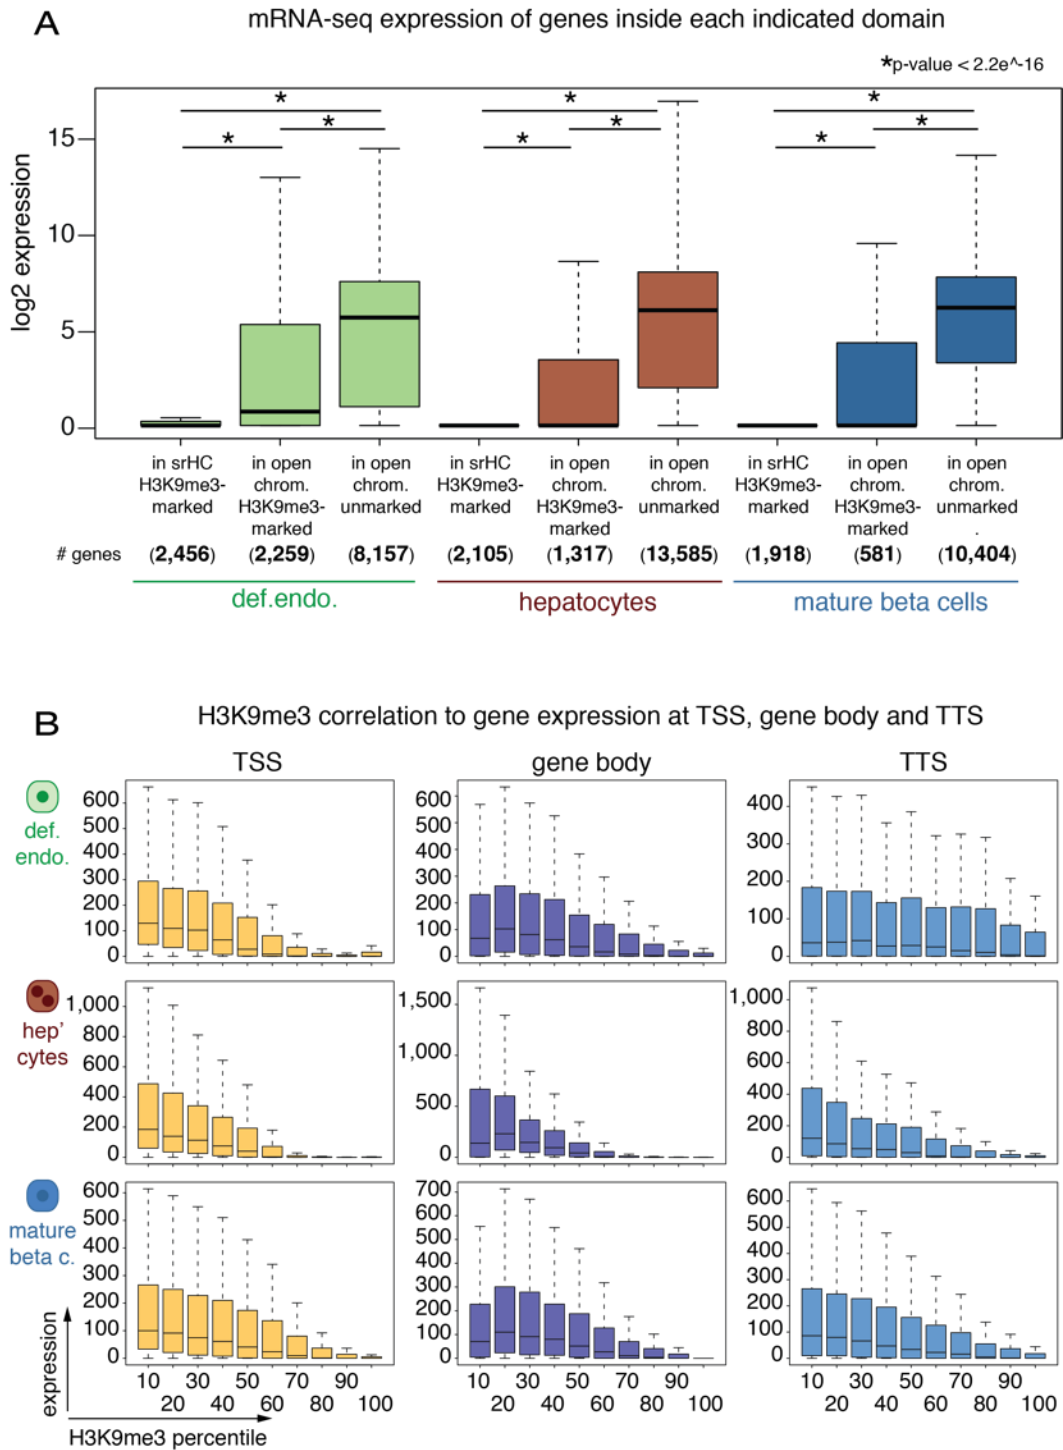 A
mRNA-seq expression of genes inside each indicated domain
*p-value < 2.2e^-16
* * * * * *
* * *
log2 expression
15
10
5
0
in srHC H3K9me3-marked
in open chrom. H3K9me3-marked
in open chrom. unmarked
in srHC H3K9me3-marked
in open chrom. H3K9me3-marked
in open chrom. unmarked
in srHC H3K9me3-marked
in open chrom. H3K9me3-marked
in open chrom. unmarked .
# genes (2,456) (2,259) (8,157) (2,105) (1,317) (13,585) (1,918) (581) (10,404)
def.endo. hepatocytes mature beta cells
B
H3K9me3 correlation to gene expression at TSS, gene body and TTS
TSS gene body TTS
def. endo.
600 500 400 300 200 100 0
600 500 400 300 200 100 0
400 300 200 100 0
hep' cytes
1,000 800 600 400 200 0
1,500 1,000 500 0
1,000 800 600 400 200 0
mature beta c.
600 500 400 300 200 100 0
700 600 500 400 300 200 100 0
600 500 400 300 200 100 0
10 30 50 70 90
20 40 60 80 100
10 30 50 70 90
20 40 60 80 100
10 30 50 70 90
20 40 60 80 100
expression
H3K9me3 percentile